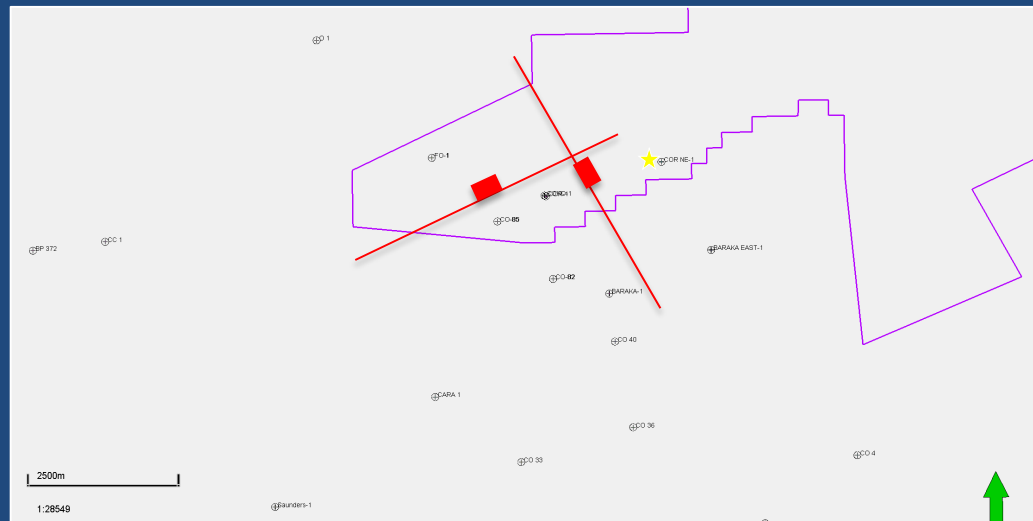 O 1
FO-1
COR NE-1
CO-85
CC 1
BP 372
BARAKA EAST-1
CO-82
BARAKA-1
CO 40
CARA 1
CO 36
CO 4
CO 33
2500m
Saunders-1
1:28549